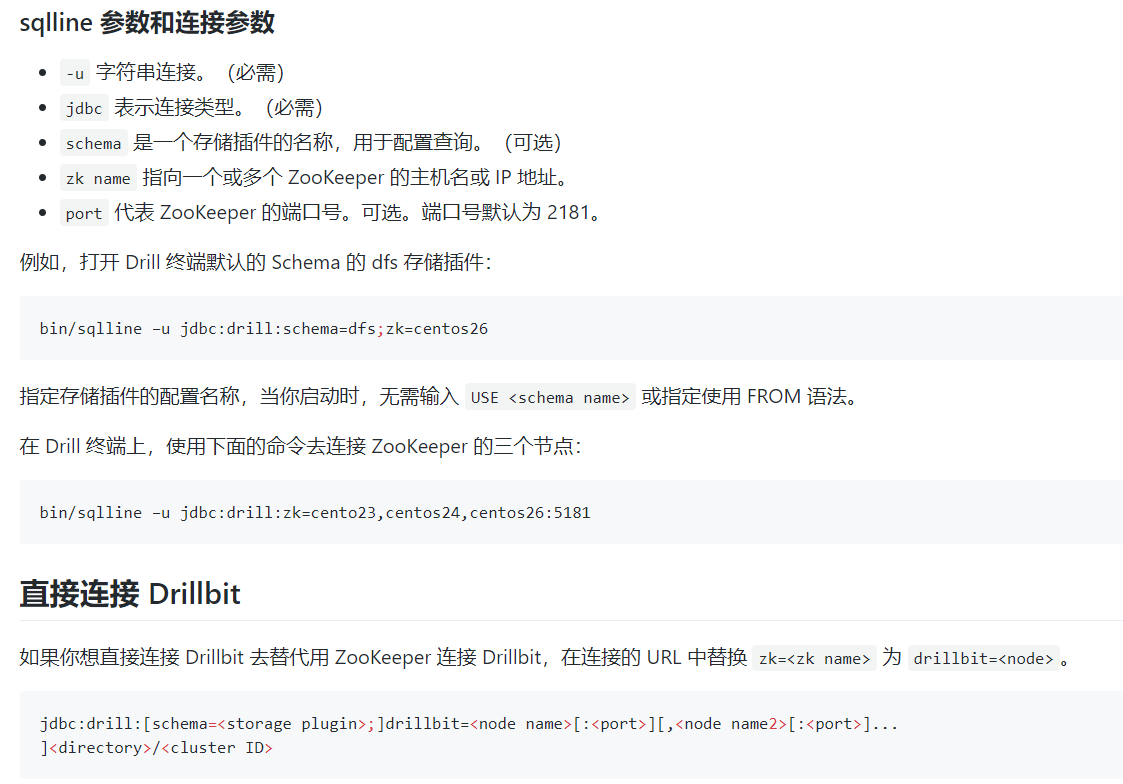 sqlline 参数和连接参数
-u 字符串连接。（必需）
jdbc 表示连接类型。（必需）
schema 是一个存储插件的名称，用于配置查询。（可选）
zk name 指向一个或多个 ZooKeeper 的主机名或 IP 地址。
port 代表 ZooKeeper 的端口号。可选。端口号默认为 2181。
例如，打开 Drill 终端默认的 Schema 的 dfs 存储插件：
bin/sqlline –u jdbc:drill:schema=dfs;zk=centos26
指定存储插件的配置名称，当你启动时，无需输入 USE <schema name> 或指定使用 FROM 语法。
在 Drill 终端上，使用下面的命令去连接 ZooKeeper 的三个节点：
bin/sqlline –u jdbc:drill:zk=cento23,centos24,centos26:5181
直接连接 Drillbit
如果你想直接连接 Drillbit 去替代用 ZooKeeper 连接 Drillbit，在连接的 URL 中替换 zk=<zk name> 为 drillbit=<node> 。
jdbc:drill:[schema=<storage plugin>;]drillbit=<node name>[:<port>][,<node name2>[:<port>]...
]<directory>/<cluster ID>